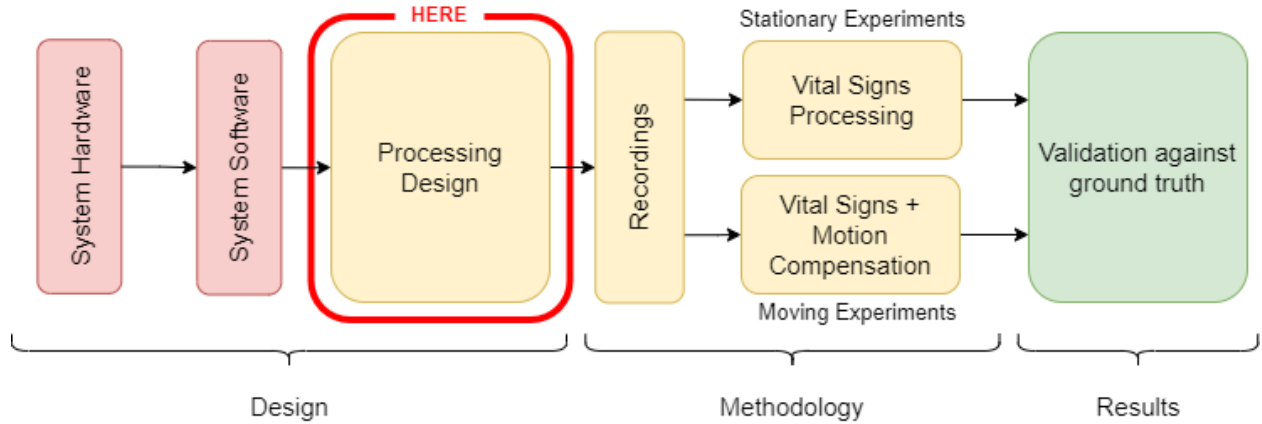 HERE
System Hardware
System Software
Processing
Design
Recordings
Stationary Experiments
Vital Signs
Processing
Vital Signs +
Motion
Compensation
Moving Experiments
Validation against
ground truth
Design
Methodology
Results